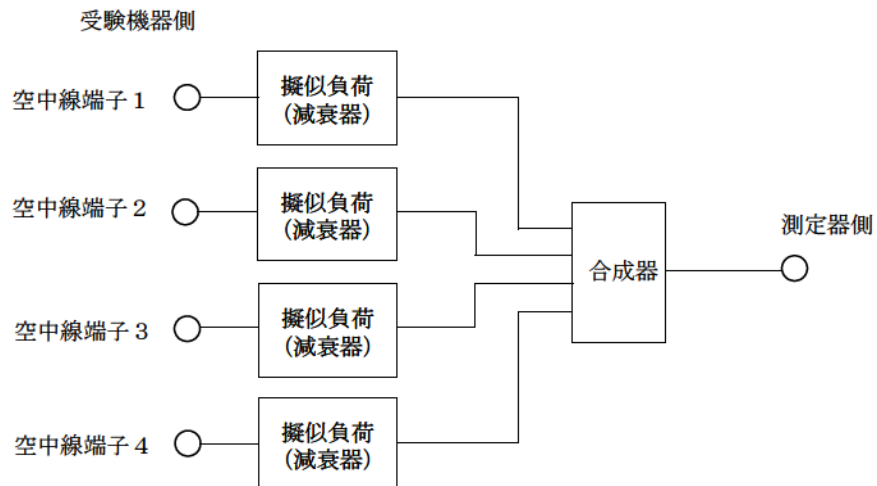 受験機器側
空中線端子１
擬似負荷
(減衰器)
空中線端子２
擬似負荷
(減衰器)
測定器側
合成器
空中線端子３
擬似負荷
(減衰器)
空中線端子４
擬似負荷
(減衰器)